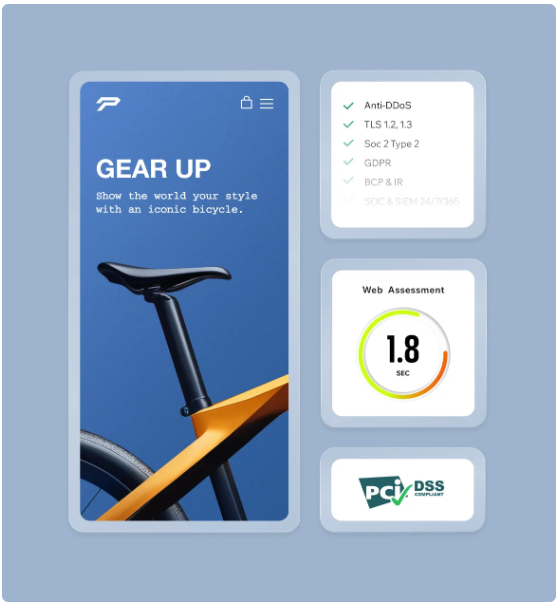 GEAR UP
Show the world your style
with an iconic bicycle.
Anti-DDoS
TLS 1.2, 1.3
Soc 2 Type 2
GDPR
BCP & IR
SOC & SIEM 24/7/365
Web Assessment
1.8
SEC
PCi DSS
COMPLIANT